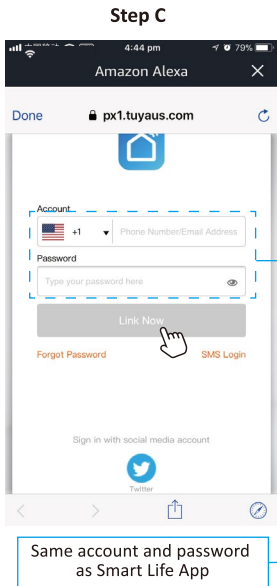 Step C
4:44 pm
79%
Amazon Alexa
Done
px1.tuyaus.com
Account
+1
Phone Number/Email Address
Password
Type your password here
Link Now
Forgot Password
SMS Login
Sign in with social media account
Twitter
Same account and password
as Smart Life App